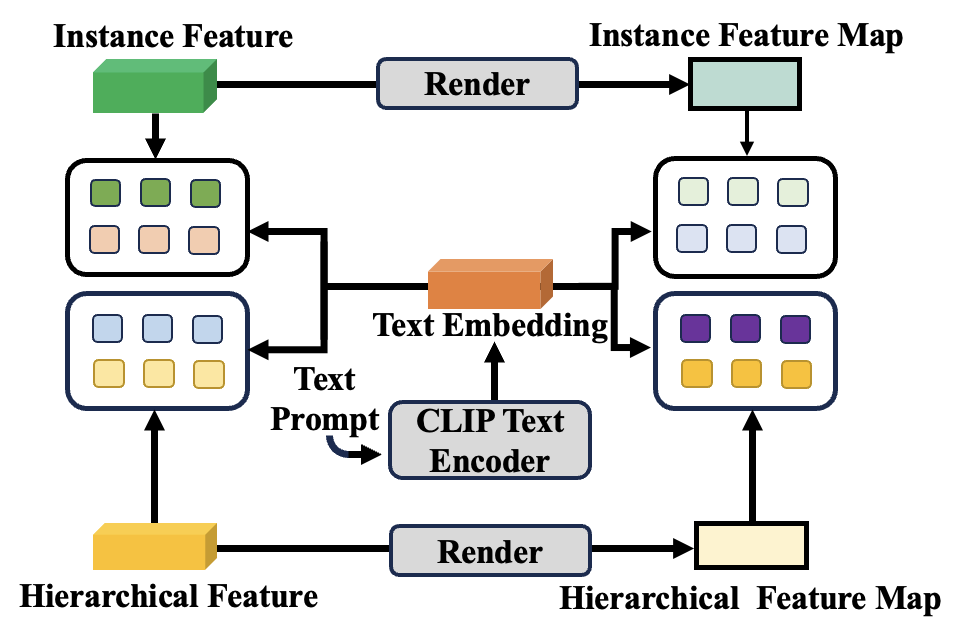 Instance Feature
Instance Feature Map
Render
Text Embedding
Text
Prompt
CLIP Text
Encoder
Render
Hierarchical Feature
Hierarchical Feature Map